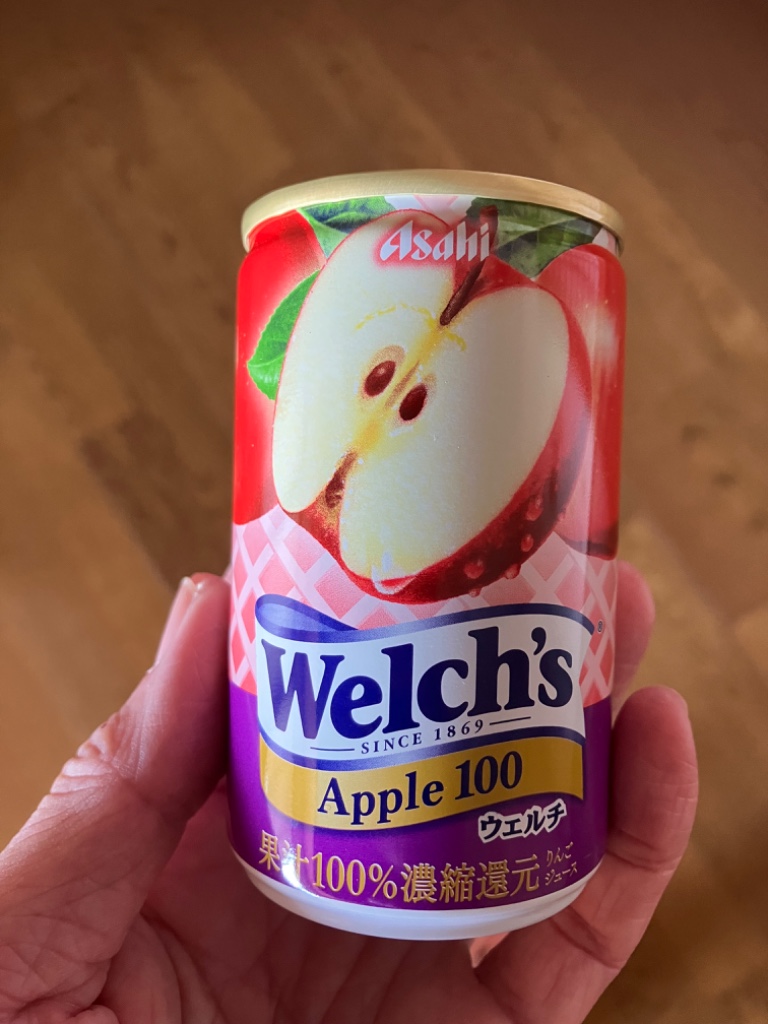 Asahi
Welch's®
SINCE 1869
Apple 100
ウェルチ
果汁100%濃縮還元
りんご
ジュース